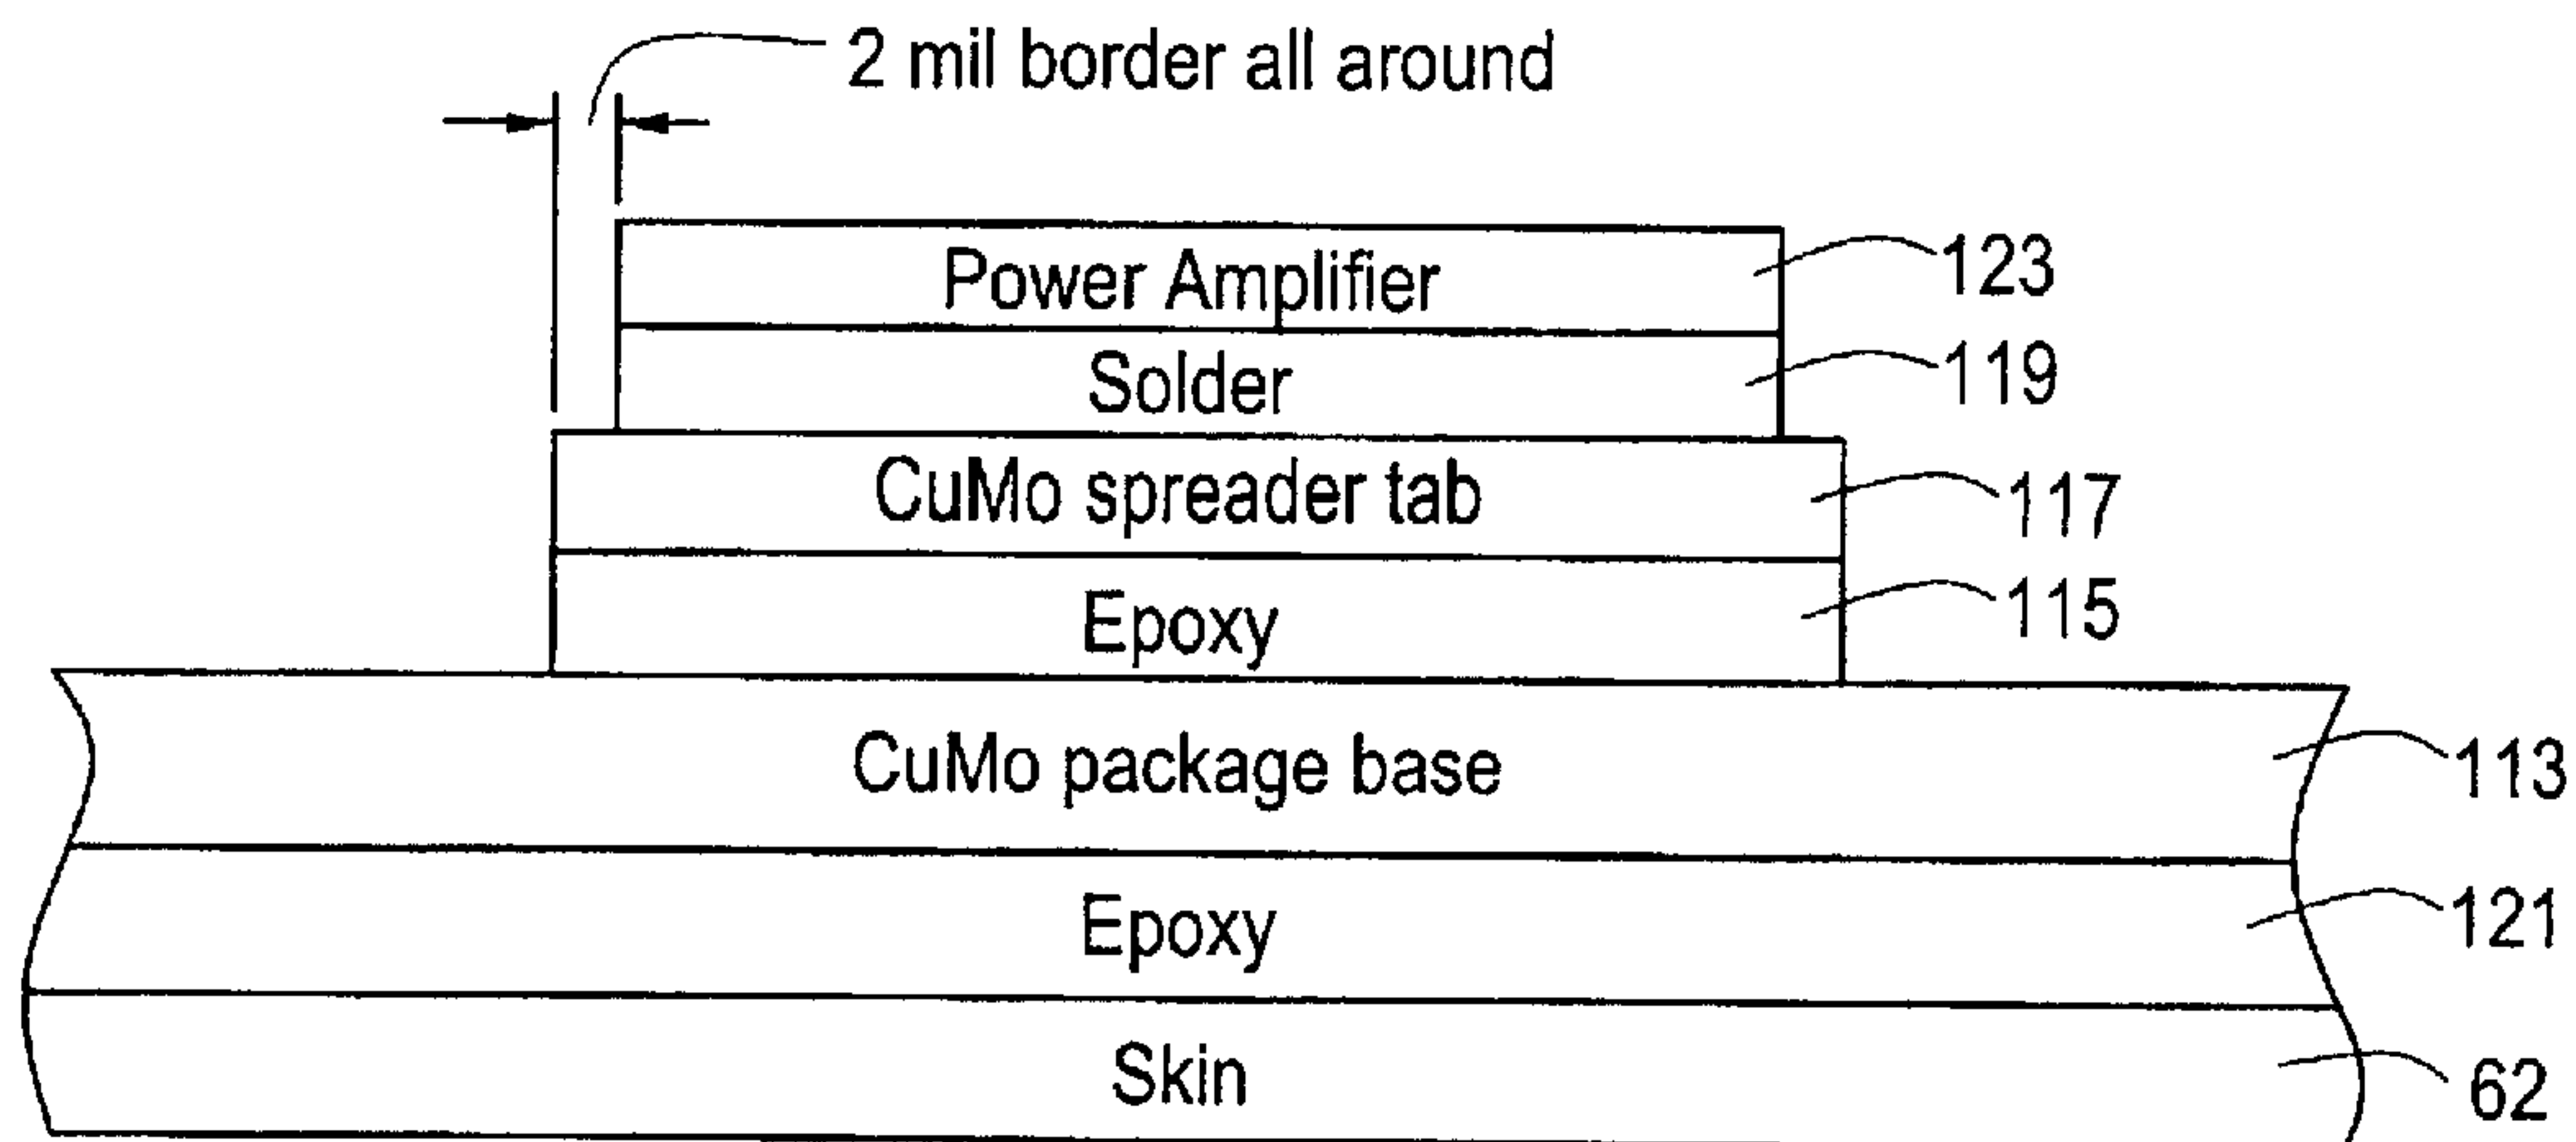 2 mil border all around
Power Amplifier
123
Solder
119
CuMo spreader tab
117
Epoxy
115
CuMo package base
113
Epoxy
121
Skin
62